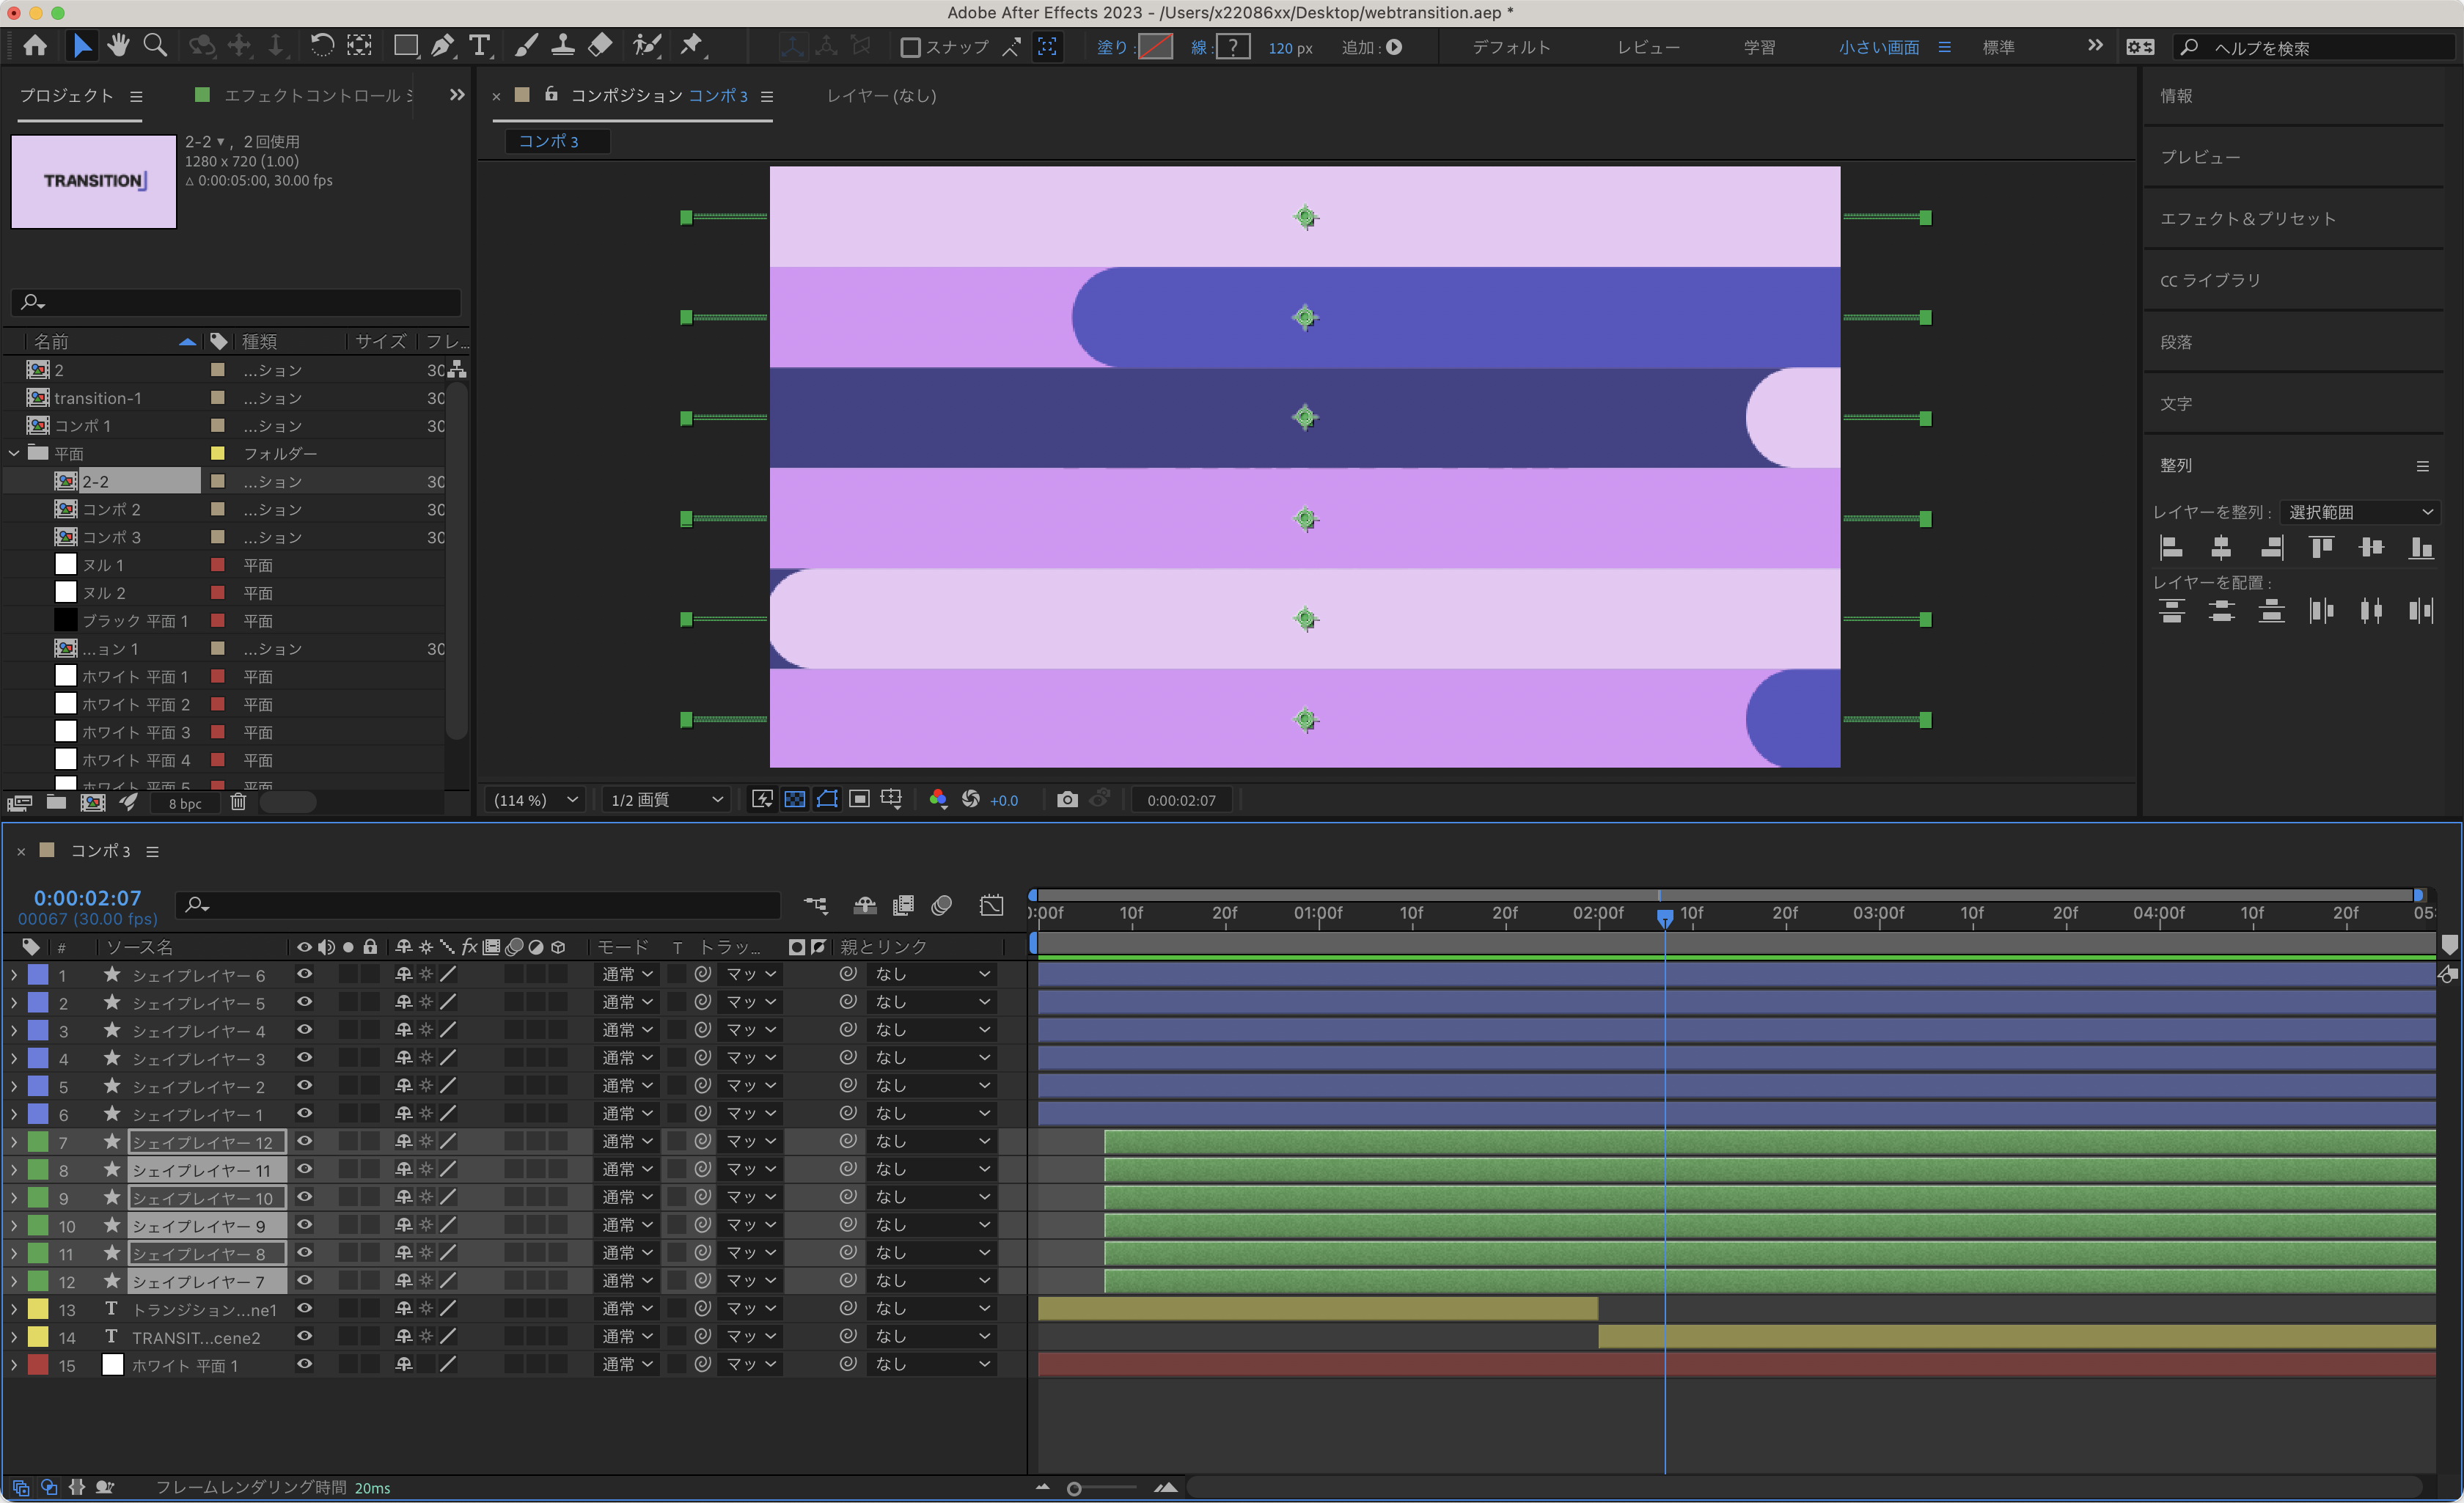 Adobe After Effects 2023 - /Users/x22086xx/Desktop/webtransition.aep *
スナップ
塗り :
線 : ?
120 px
追加 :
デフォルト
レビュー
学習
小さい画面
標準
ヘルプを検索
プロジェクト
エフェクトコントロール
2-2 ▼ , 2 回使用
1280 x 720 (1.00)
△ 0:00:05:00, 30.00 fps
TRANSITION
名前 種類 サイズ フレ...
2 ...ション 30
transition-1 ...ション 30
コンポ 1 ...ション 30
平面 フォルダー
2-2 ...ション 30
コンポ 2 ...ション 30
コンポ 3 ...ション 30
ヌル 1 平面
ヌル 2 平面
ブラック 平面 1 平面
...ョン 1 ...ション 30
ホワイト 平面 1 平面
ホワイト 平面 2 平面
ホワイト 平面 3 平面
ホワイト 平面 4 平面
ホワイト 平面 5 平面
8 bpc
コンポジション コンポ 3
レイヤー (なし)
コンポ 3
(114 %)
1/2 画質
+0.0
0:00:02:07
情報
プレビュー
エフェクト＆プリセット
CC ライブラリ
段落
文字
整列
レイヤーを整列 : 選択範囲
レイヤーを配置 :
コンポ 3
0:00:02:07
00067 (30.00 fps)
):00f 10f 20f 01:00f 10f 20f 02:00f 10f 20f 03:00f 10f 20f 04:00f 10f 20f 05:
# ソース名 fx モード T トラッ... 親とリンク
1 シェイプレイヤー 6 通常 マッ なし
2 シェイプレイヤー 5 通常 マッ なし
3 シェイプレイヤー 4 通常 マッ なし
4 シェイプレイヤー 3 通常 マッ なし
5 シェイプレイヤー 2 通常 マッ なし
6 シェイプレイヤー 1 通常 マッ なし
7 シェイプレイヤー 12 通常 マッ なし
8 シェイプレイヤー 11 通常 マッ なし
9 シェイプレイヤー 10 通常 マッ なし
10 シェイプレイヤー 9 通常 マッ なし
11 シェイプレイヤー 8 通常 マッ なし
12 シェイプレイヤー 7 通常 マッ なし
13 T トランジション...ne1 通常 マッ なし
14 T TRANSIT...cene2 通常 マッ なし
15 ホワイト 平面 1 通常 マッ なし
フレームレンダリング時間 20ms